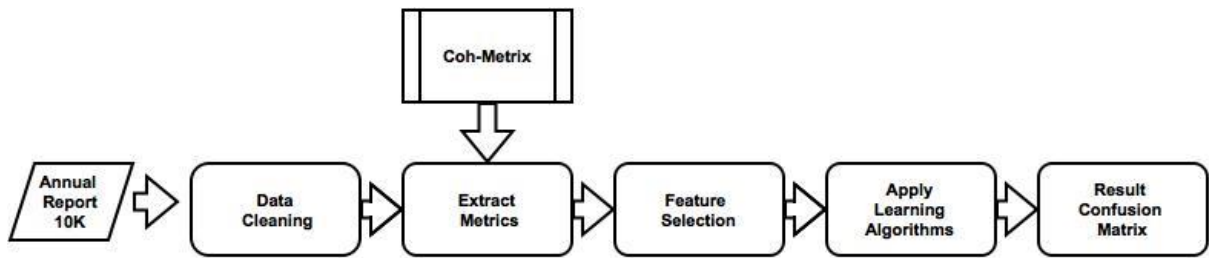 Coh-Metrix
Annual
Report
10K
Data
Cleaning
Extract
Metrics
Feature
Selection
Apply
Learning
Algorithms
Result
Confusion
Matrix